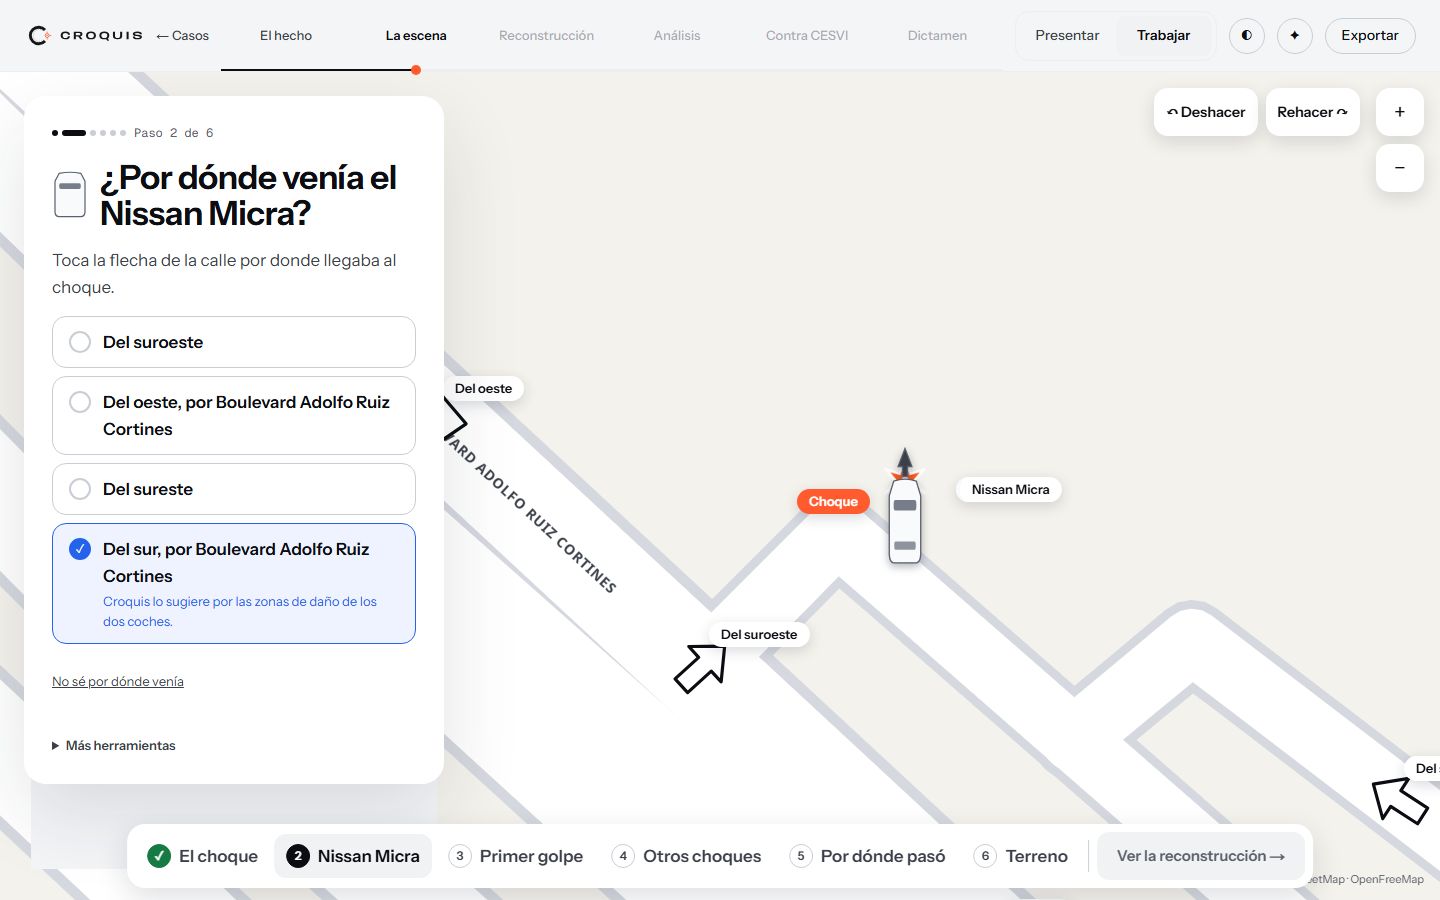 CROQUIS
← Casos
El hecho
La escena
Reconstrucción
Análisis
Contra CESVI
Dictamen
Presentar
Trabajar
Exportar
Deshacer
Rehacer
+
−
Paso 2 de 6
¿Por dónde venía el
Nissan Micra?
Toca la flecha de la calle por donde llegaba al
choque.
Del suroeste
Del oeste, por Boulevard Adolfo Ruiz
Cortines
Del sureste
Del sur, por Boulevard Adolfo Ruiz
Cortines
Croquis lo sugiere por las zonas de daño de los
dos coches.
No sé por dónde venía
Más herramientas
Del oeste
ARD ADOLFO RUIZ CORTINES
Choque
Nissan Micra
Del suroeste
Del
El choque
2 Nissan Micra
3 Primer golpe
4 Otros choques
5 Por dónde pasó
6 Terreno
Ver la reconstrucción →
etMap · OpenFreeMap